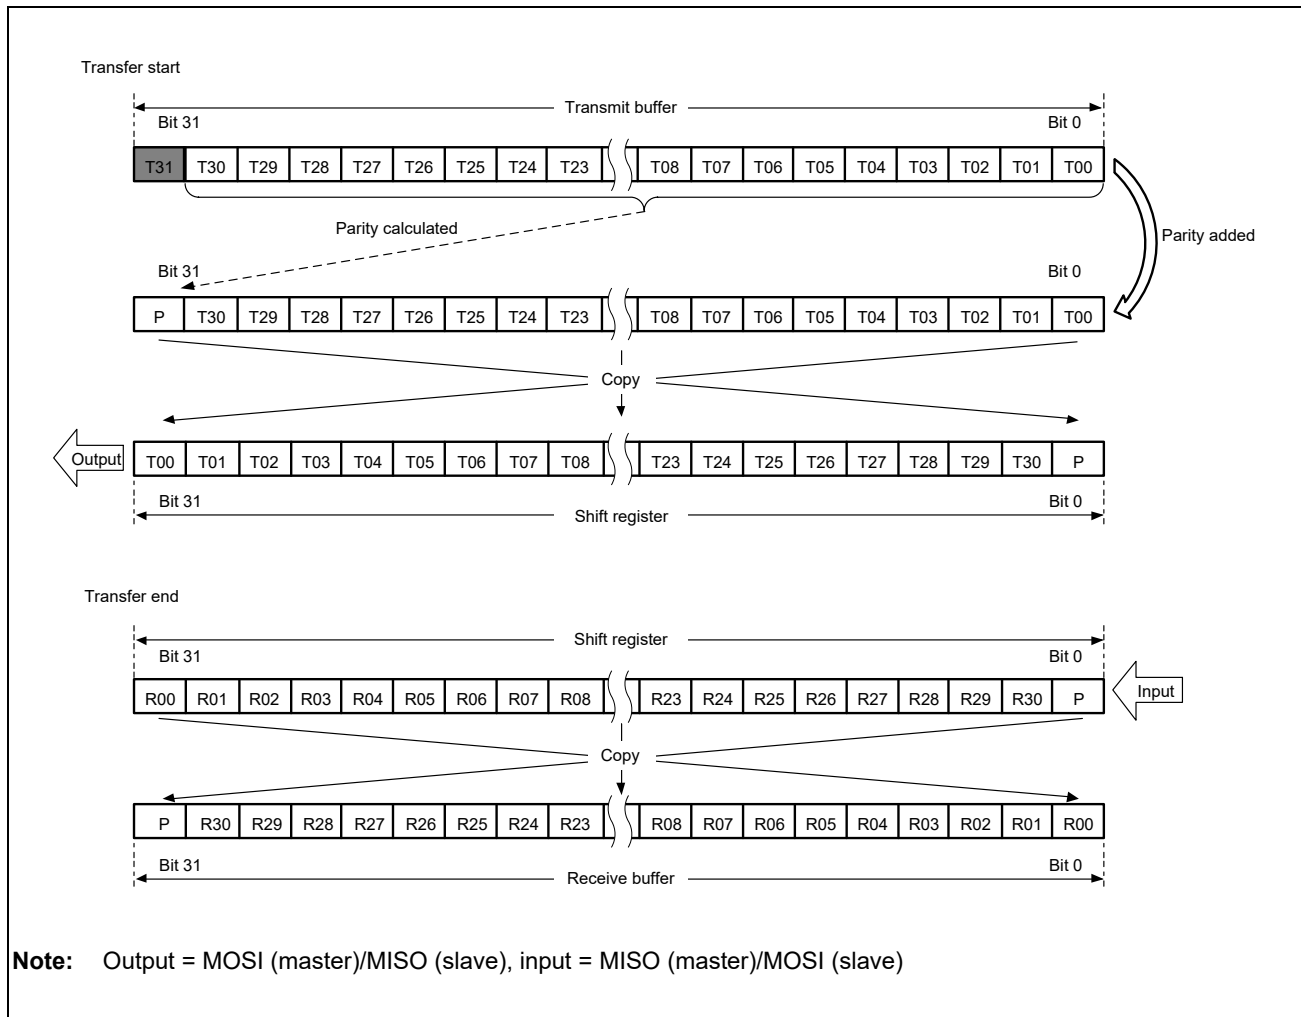 Transfer start
Transmit buffer
Bit 31 Bit 0
T31 T30 T29 T28 T27 T26 T25 T24 T23 T08 T07 T06 T05 T04 T03 T02 T01 T00
Parity calculated
Parity added
Bit 31 Bit 0
P T30 T29 T28 T27 T26 T25 T24 T23 T08 T07 T06 T05 T04 T03 T02 T01 T00
Copy
Output
T00 T01 T02 T03 T04 T05 T06 T07 T08 T23 T24 T25 T26 T27 T28 T29 T30 P
Bit 31 Bit 0
Shift register
Transfer end
Shift register
Bit 31 Bit 0
R00 R01 R02 R03 R04 R05 R06 R07 R08 R23 R24 R25 R26 R27 R28 R29 R30 P
Input
Copy
P R30 R29 R28 R27 R26 R25 R24 R23 R08 R07 R06 R05 R04 R03 R02 R01 R00
Bit 31 Bit 0
Receive buffer
Note: Output = MOSI (master)/MISO (slave), input = MISO (master)/MOSI (slave)